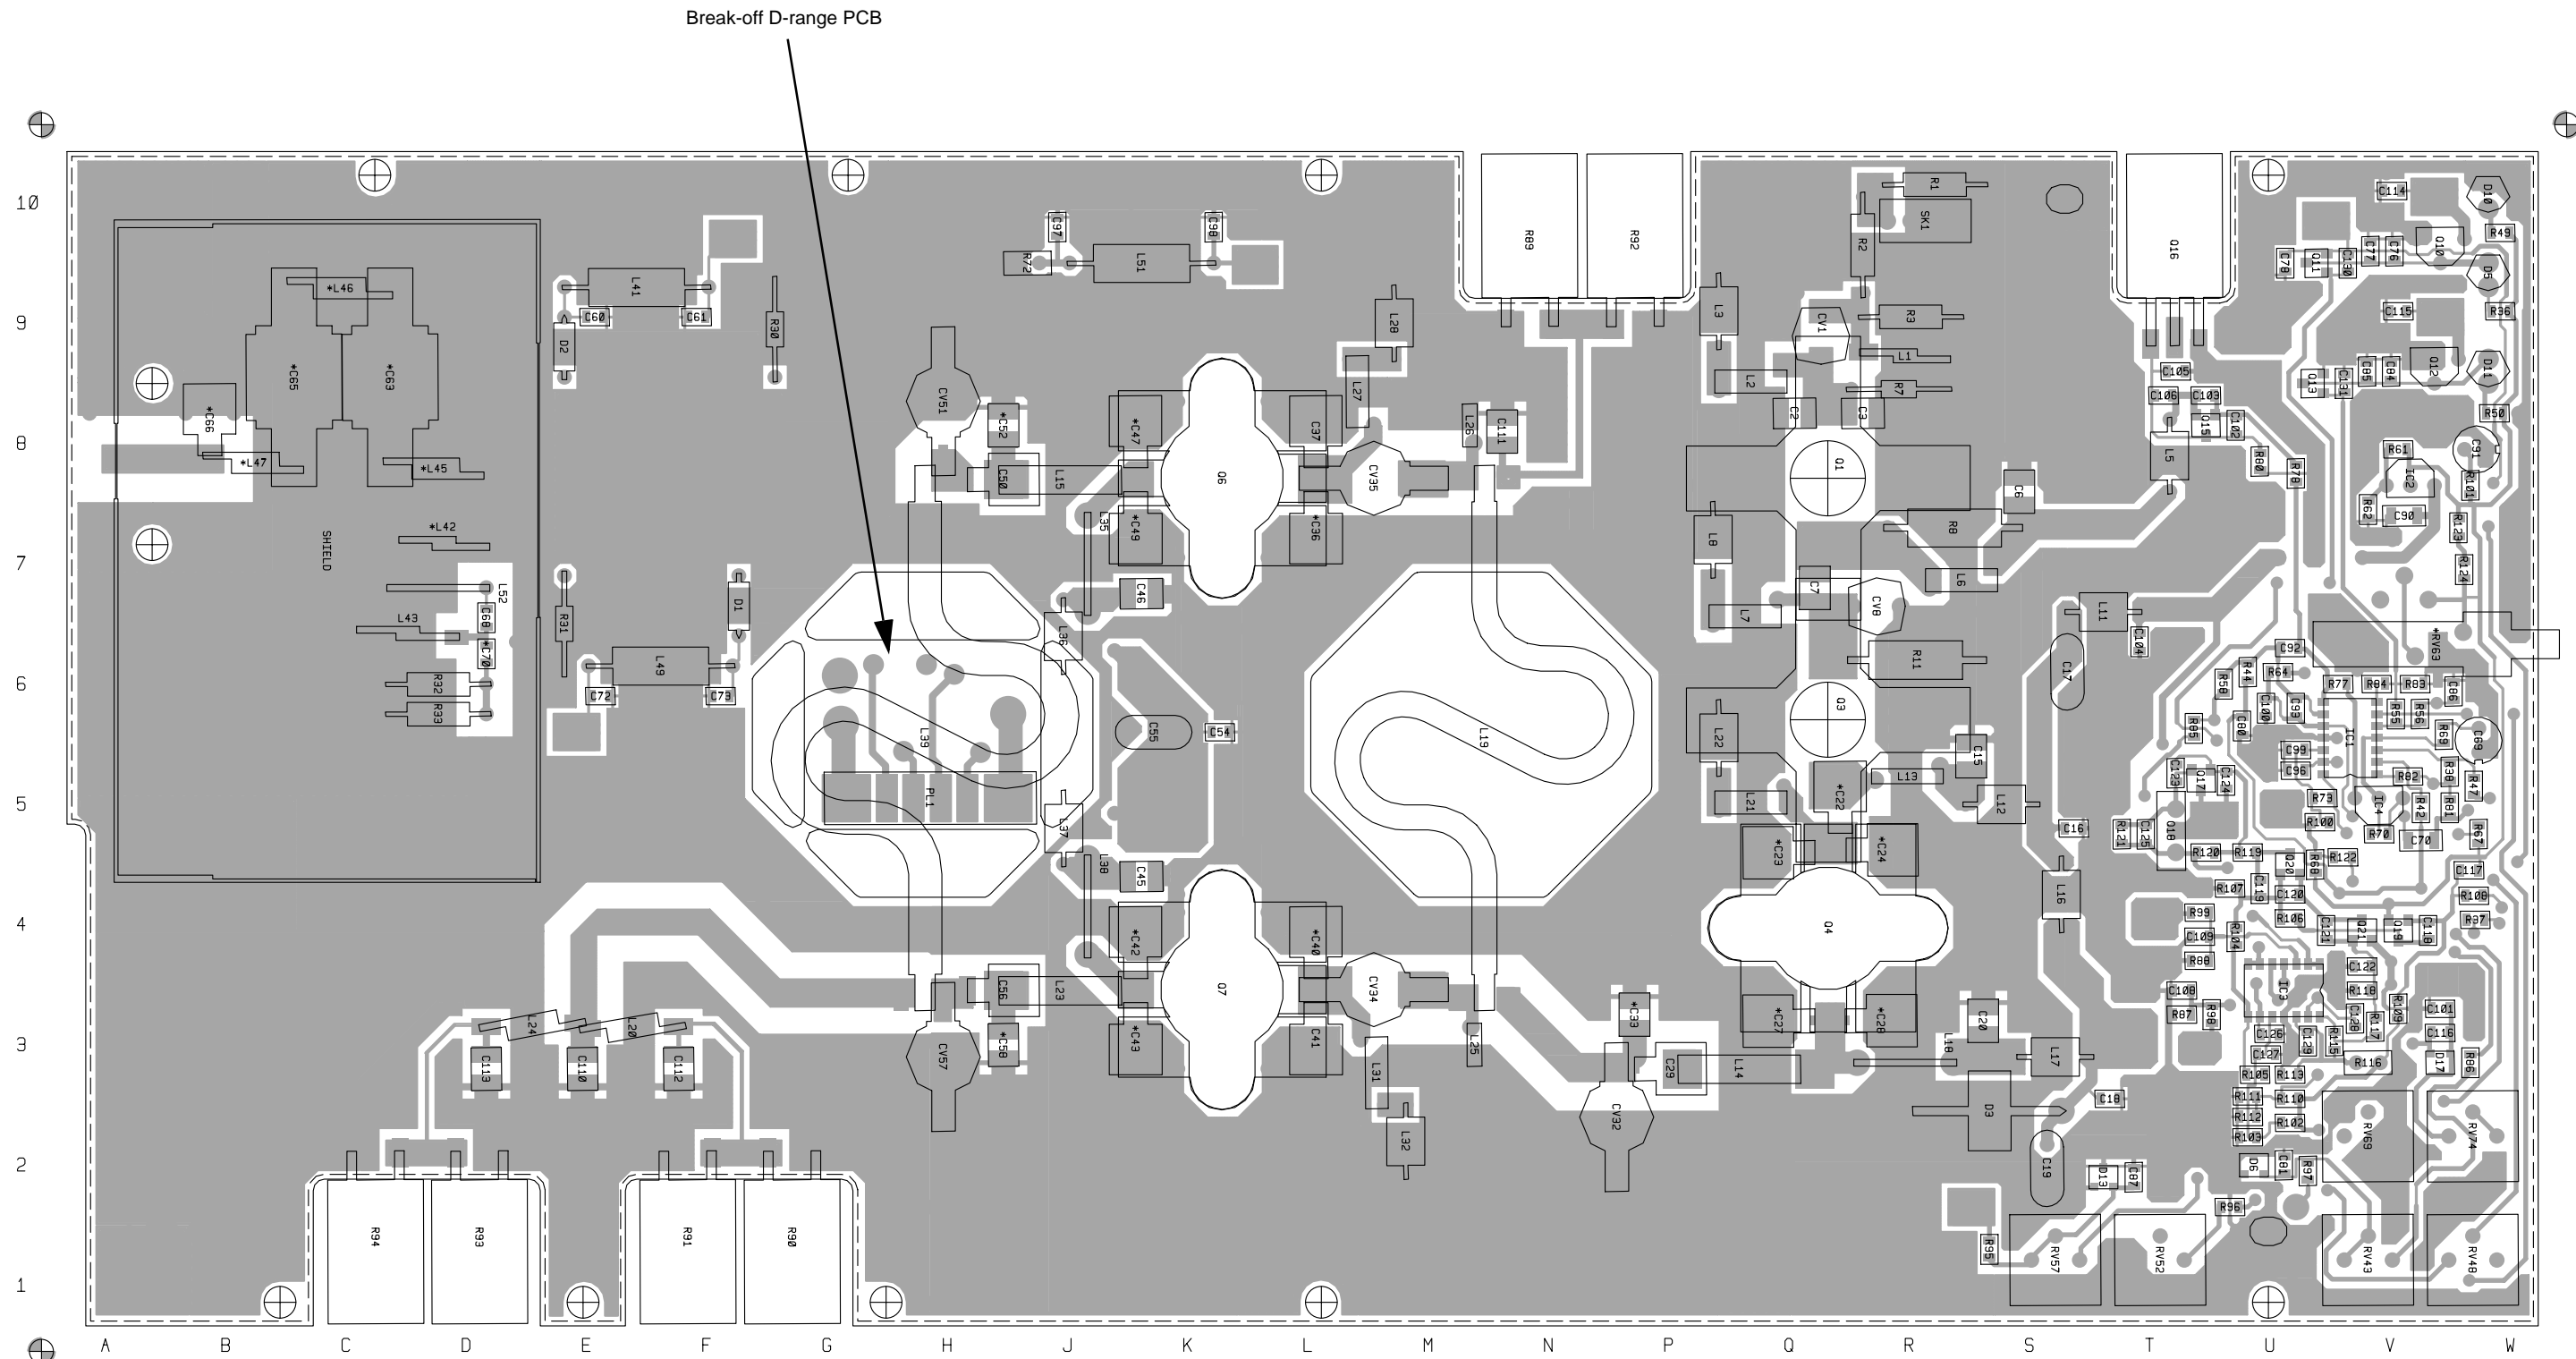 Break-off D-range PCB
10
R1
SK1
R2
C97
C98
R72
L51
L41
*L46
R89
R92
Q16
C114
D10
R49
Q10
C76
C77
C130
Q11
C78
D5
9
C60
C61
D2
R30
L28
L3
CV1
R3
L1
C115
R36
*C65
*C63
*C66
CV51
L27
L2
R7
C105
Q13
C131
C85
C84
Q12
D11
8
*L47
*L45
*C52
*C47
C37
L26
C111
C2
C3
C106
C103
Q15
C102
R50
C50
L15
Q6
CV35
Q1
C6
L5
R80
R78
R61
IC2
C91
R101
*L42
SHIELD
L35
*C49
*C36
L8
R8
R62
C90
R123
7
L52
L43
C68
*C70
R31
D1
C46
L36
L7
C7
CV8
L6
L11
C104
R124
*RV63
6
R32
R33
L49
C72
C73
C55
C54
L39
L19
L22
Q3
R11
C17
C92
R64
R44
R58
C100
C93
C80
R85
R77
R84
R83
C86
R55
R56
R69
C69
IC1
C99
C96
5
PL1
L37
L38
C45
L21
*C22
L13
C15
L12
C16
C123
Q17
C124
R82
R38
R47
R73
IC4
R42
R81
R100
R70
C70
R67
*C23
*C24
R121
C125
Q18
R120
R119
Q20
R68
R122
C117
L16
R107
C119
C120
R108
4
*C42
*C40
Q4
R99
C109
R88
R104
R106
C121
Q21
Q19
C118
R37
C56
L23
Q7
CV34
*C33
*C27
*C28
C20
C108
R87
R98
IC3
C122
R118
C128
R117
R109
C101
C116
3
L24
L20
C113
C110
C112
CV57
*C58
*C43
C41
L31
L25
C29
L14
L18
L17
C126
C127
C129
R115
R116
D17
R86
R105
R113
CV32
L32
D3
C18
R111
R112
R103
R110
R102
RV69
RV74
2
C19
D13
C87
D6
C81
R97
R96
R94
R93
R91
R90
R95
RV57
RV52
RV43
RV48
1
A B C D E F G H J K L M N P Q R S T U V W